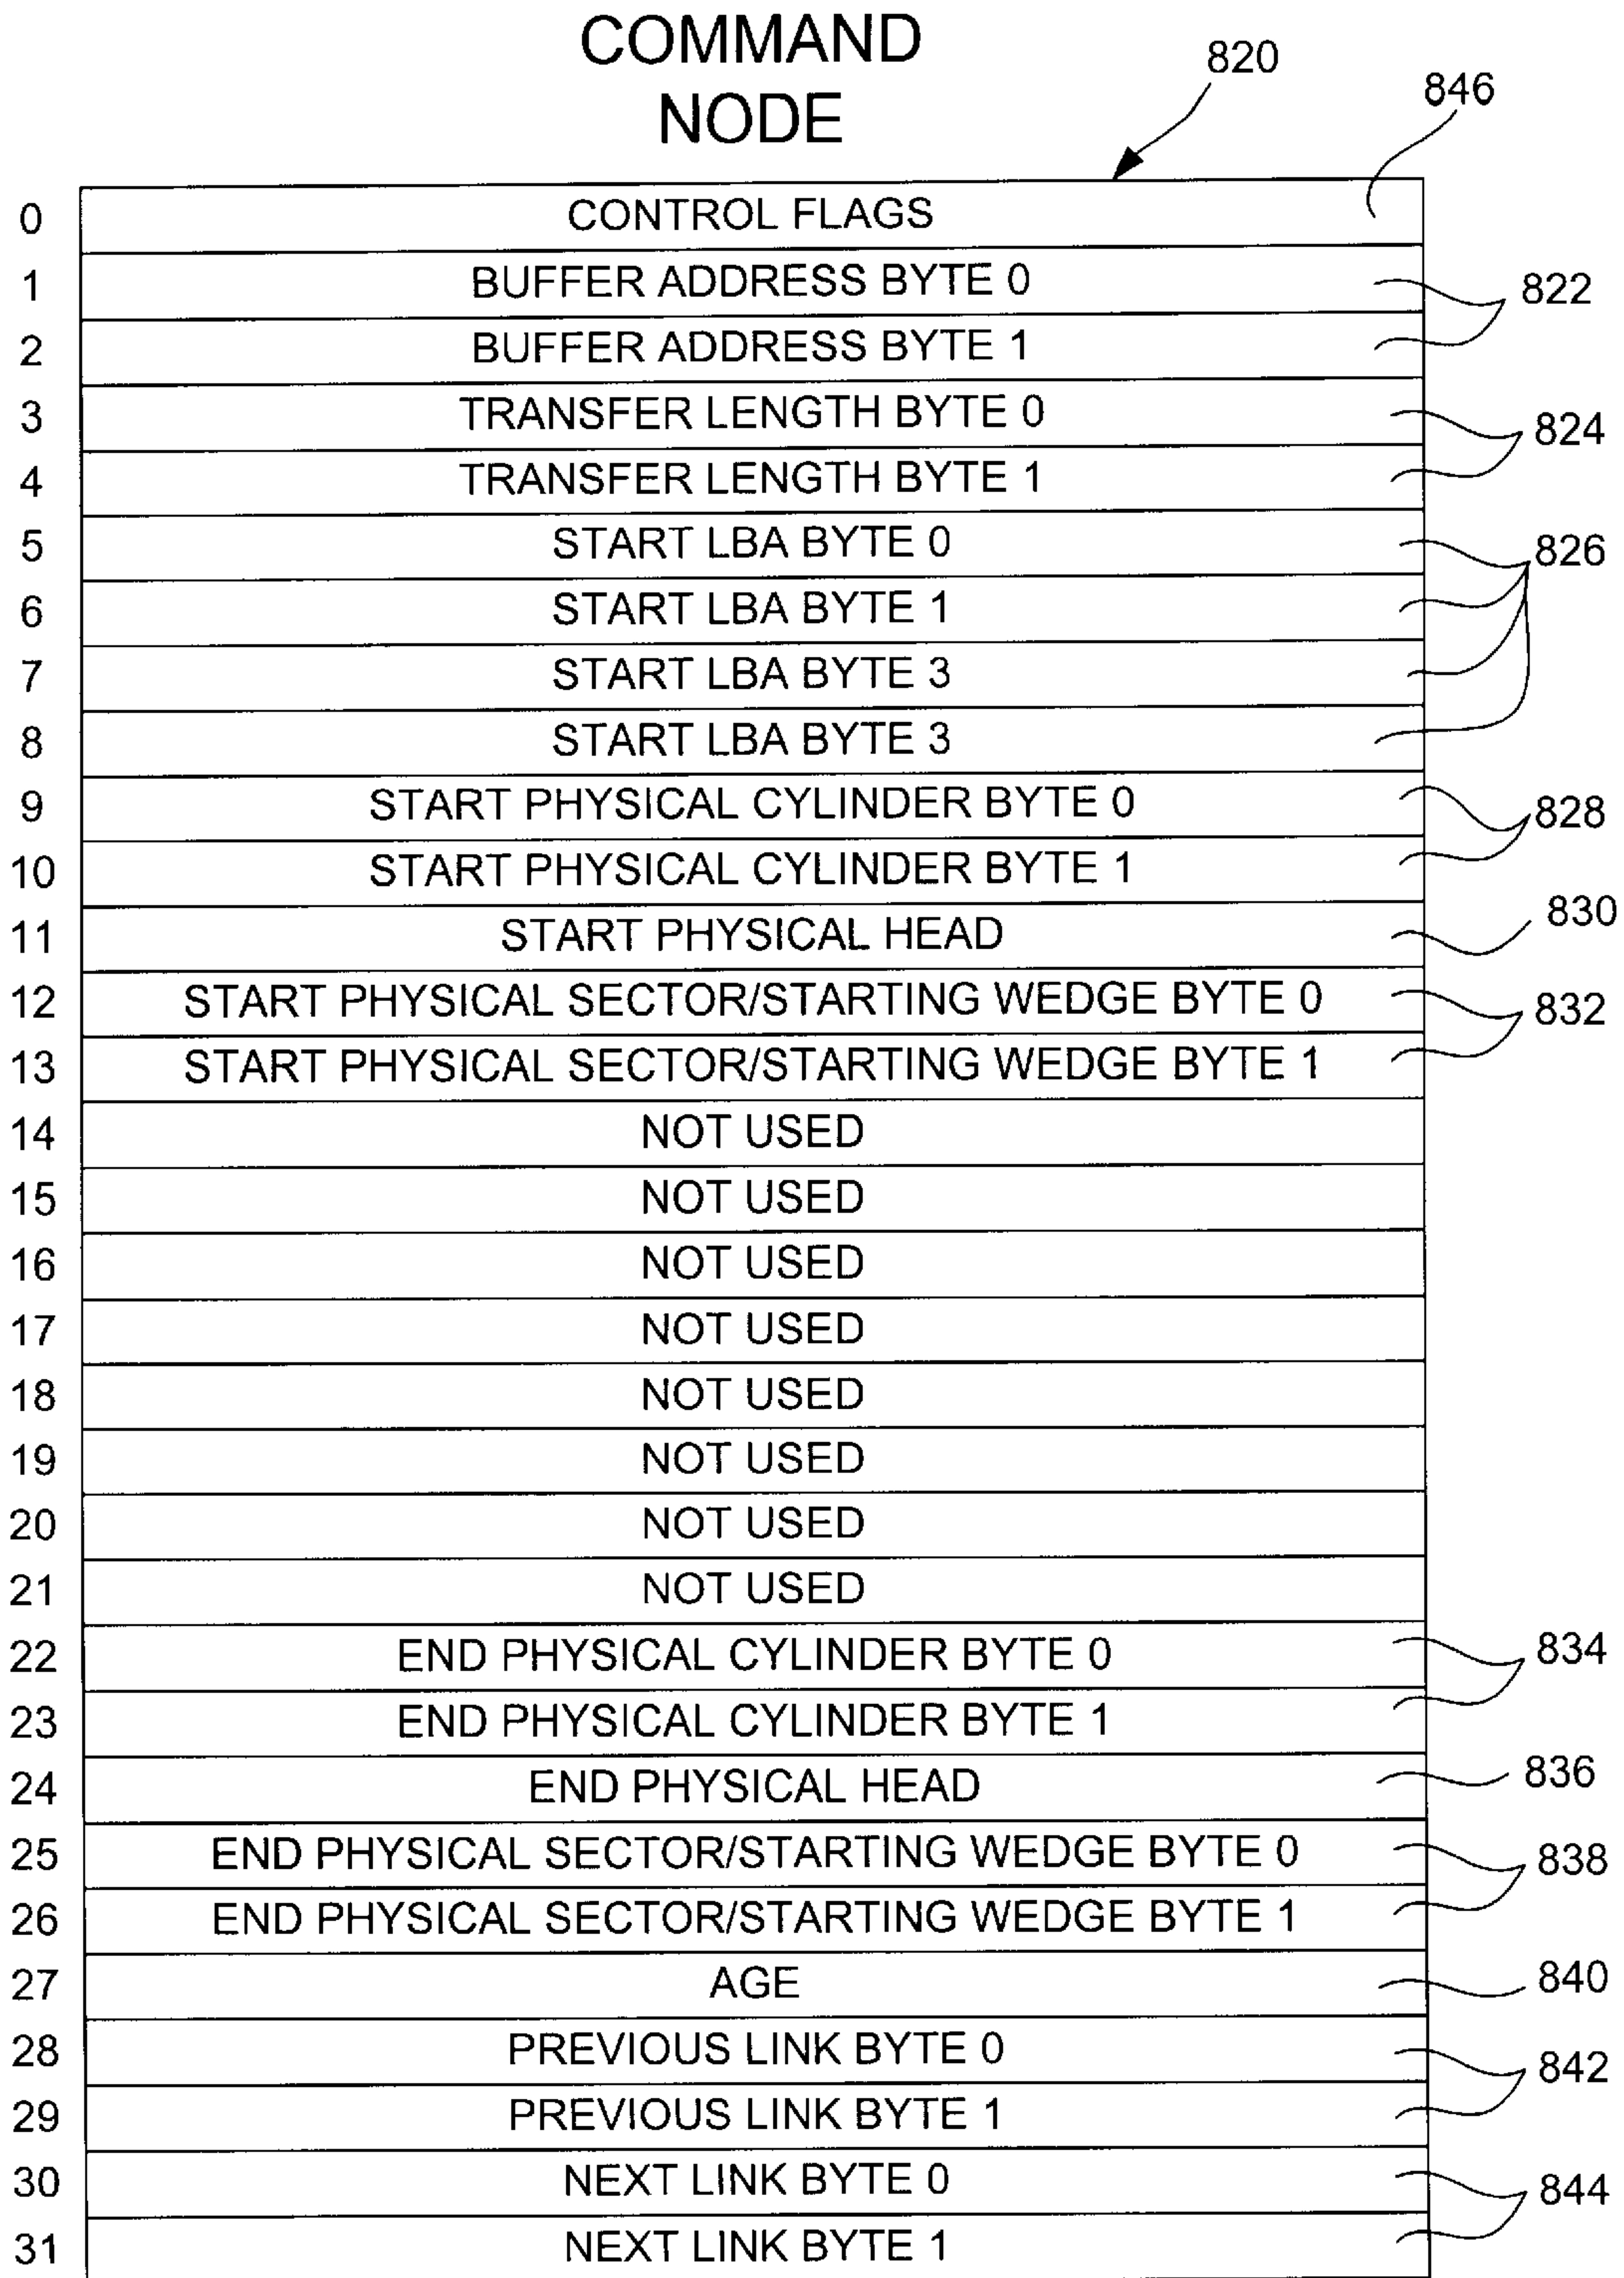 COMMAND
NODE
820
846
0 CONTROL FLAGS
1 BUFFER ADDRESS BYTE 0
822
2 BUFFER ADDRESS BYTE 1
3 TRANSFER LENGTH BYTE 0
824
4 TRANSFER LENGTH BYTE 1
5 START LBA BYTE 0
826
6 START LBA BYTE 1
7 START LBA BYTE 3
8 START LBA BYTE 3
9 START PHYSICAL CYLINDER BYTE 0
828
10 START PHYSICAL CYLINDER BYTE 1
11 START PHYSICAL HEAD
830
12 START PHYSICAL SECTOR/STARTING WEDGE BYTE 0
832
13 START PHYSICAL SECTOR/STARTING WEDGE BYTE 1
14 NOT USED
15 NOT USED
16 NOT USED
17 NOT USED
18 NOT USED
19 NOT USED
20 NOT USED
21 NOT USED
22 END PHYSICAL CYLINDER BYTE 0
834
23 END PHYSICAL CYLINDER BYTE 1
24 END PHYSICAL HEAD
836
25 END PHYSICAL SECTOR/STARTING WEDGE BYTE 0
838
26 END PHYSICAL SECTOR/STARTING WEDGE BYTE 1
27 AGE
840
28 PREVIOUS LINK BYTE 0
842
29 PREVIOUS LINK BYTE 1
30 NEXT LINK BYTE 0
844
31 NEXT LINK BYTE 1